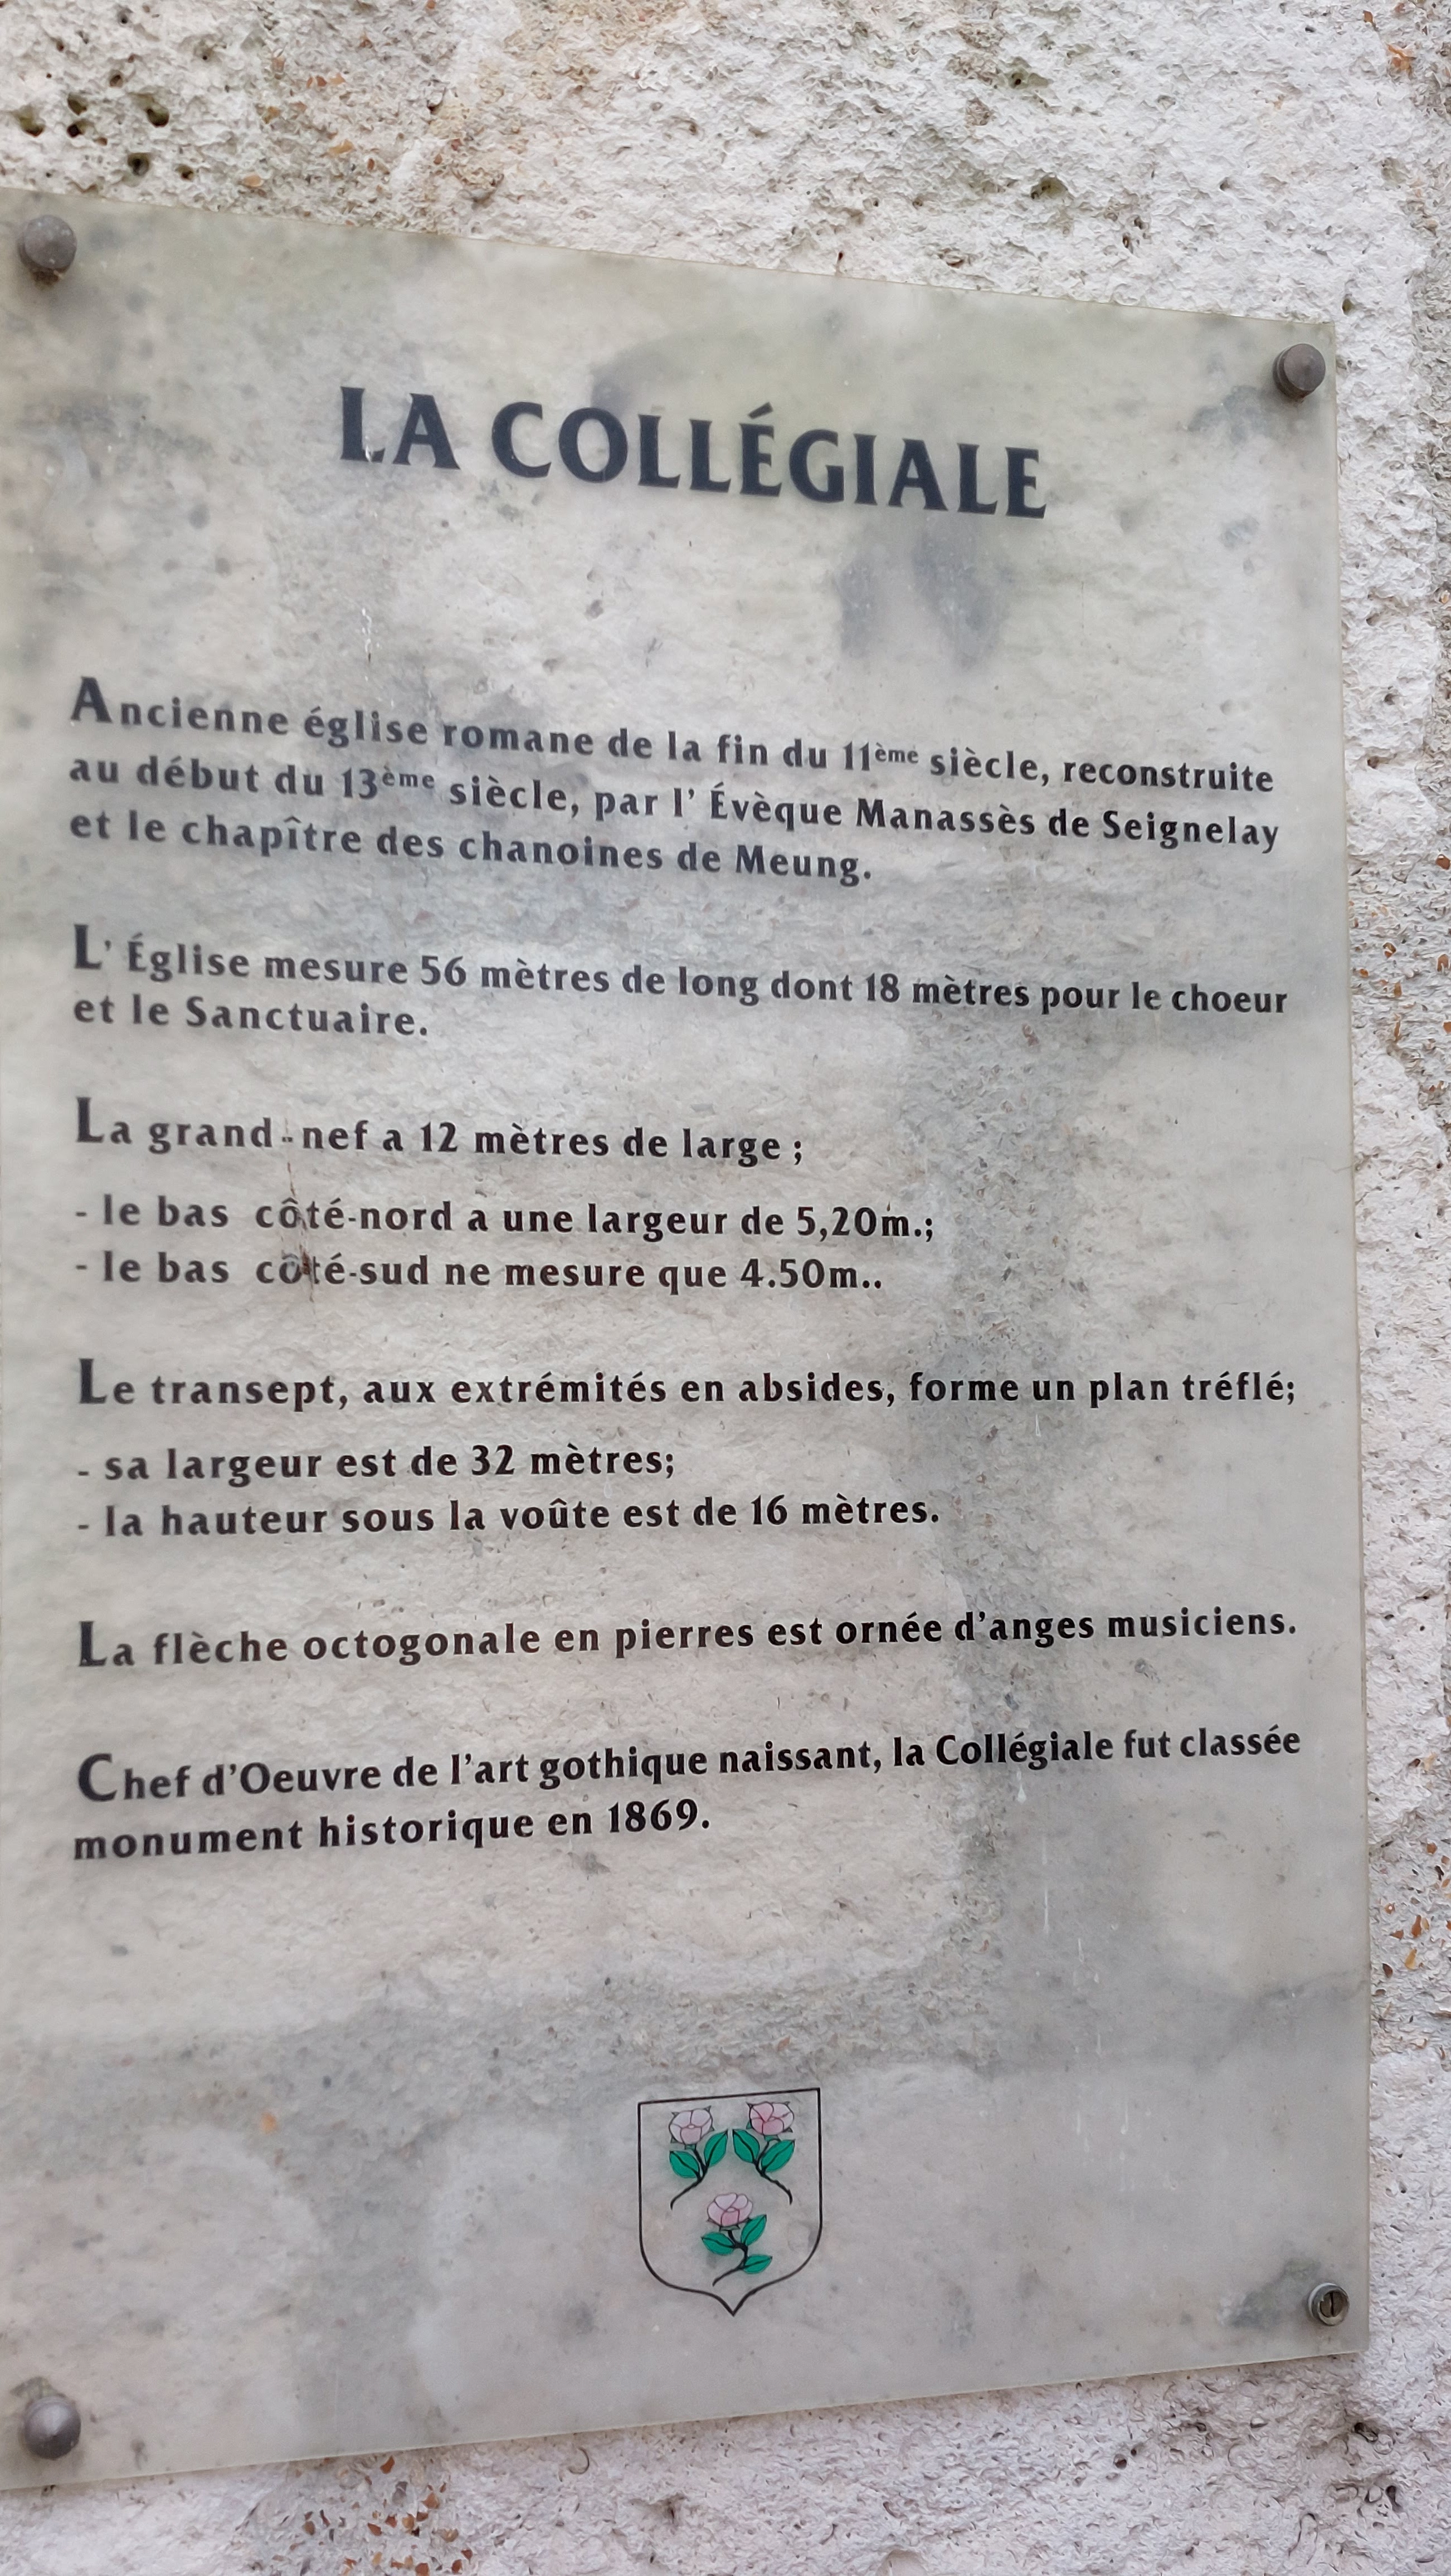 LA COLLÉGIALE
Ancienne église romane de la fin du 11ème siècle, reconstruite
au début du 13ème siècle, par l' Évèque Manassès de Seignelay
et le chapître des chanoines de Meung.
L' Église mesure 56 mètres de long dont 18 mètres pour le choeur
et le Sanctuaire.
La grand-nef a 12 mètres de large ;
- le bas côté-nord a une largeur de 5,20m.;
- le bas côté-sud ne mesure que 4.50m..
Le transept, aux extrémités en absides, forme un plan tréflé;
- sa largeur est de 32 mètres;
- la hauteur sous la voûte est de 16 mètres.
La flèche octogonale en pierres est ornée d'anges musiciens.
Chef d'Oeuvre de l'art gothique naissant, la Collégiale fut classée
monument historique en 1869.